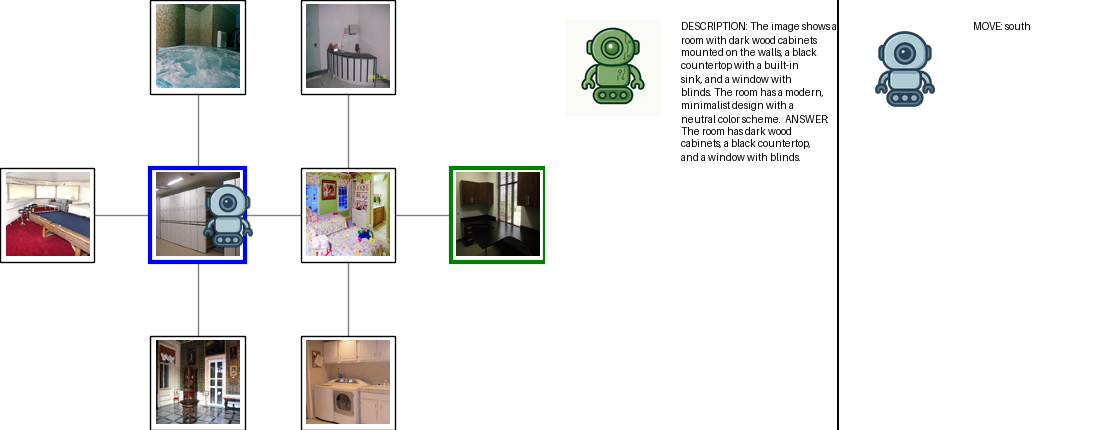 DESCRIPTION: The image shows a
room with dark wood cabinets
mounted on the walls, a black
countertop with a built-in
sink, and a window with
blinds. The room has a modern,
minimalist design with a
neutral color scheme.  ANSWER:
The room has dark wood
cabinets, a black countertop,
and a window with blinds.
MOVE: south